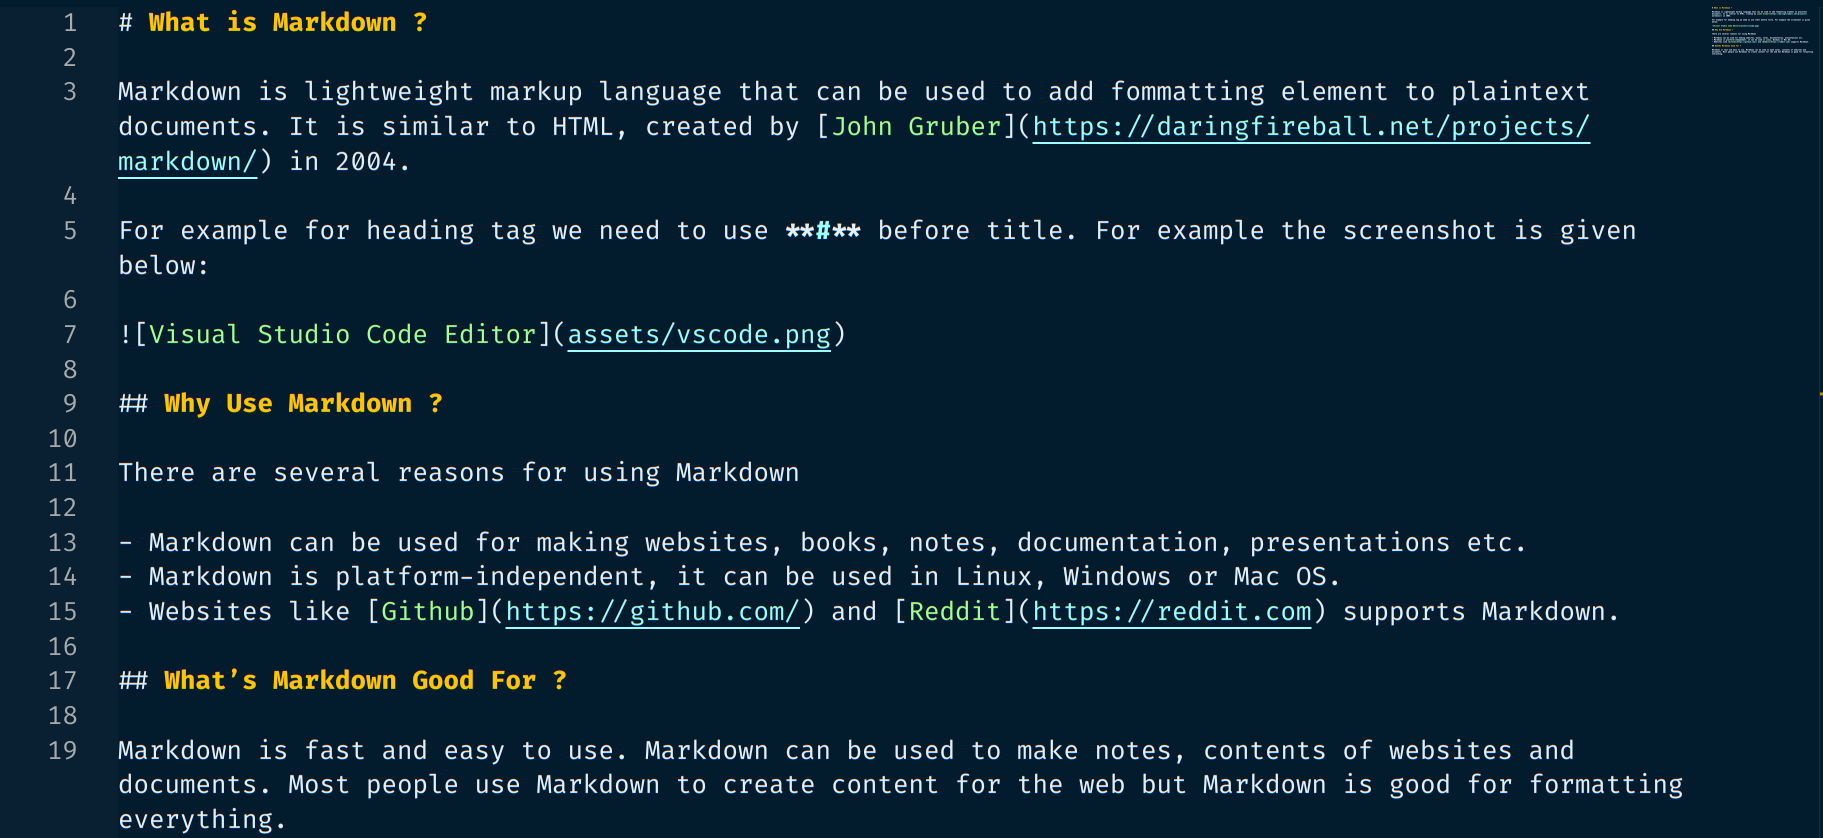 1 # What is Markdown ?
2
3 Markdown is lightweight markup language that can be used to add fommatting element to plaintext
documents. It is similar to HTML, created by [John Gruber](https://daringfireball.net/projects/
markdown/) in 2004.
4
5 For example for heading tag we need to use **#** before title. For example the screenshot is given
below:
6
7 ![Visual Studio Code Editor](assets/vscode.png)
8
9 ## Why Use Markdown ?
10
11 There are several reasons for using Markdown
12
13 - Markdown can be used for making websites, books, notes, documentation, presentations etc.
14 - Markdown is platform-independent, it can be used in Linux, Windows or Mac OS.
15 - Websites like [Github](https://github.com/) and [Reddit](https://reddit.com) supports Markdown.
16
17 ## What’s Markdown Good For ?
18
19 Markdown is fast and easy to use. Markdown can be used to make notes, contents of websites and
documents. Most people use Markdown to create content for the web but Markdown is good for formatting
everything.